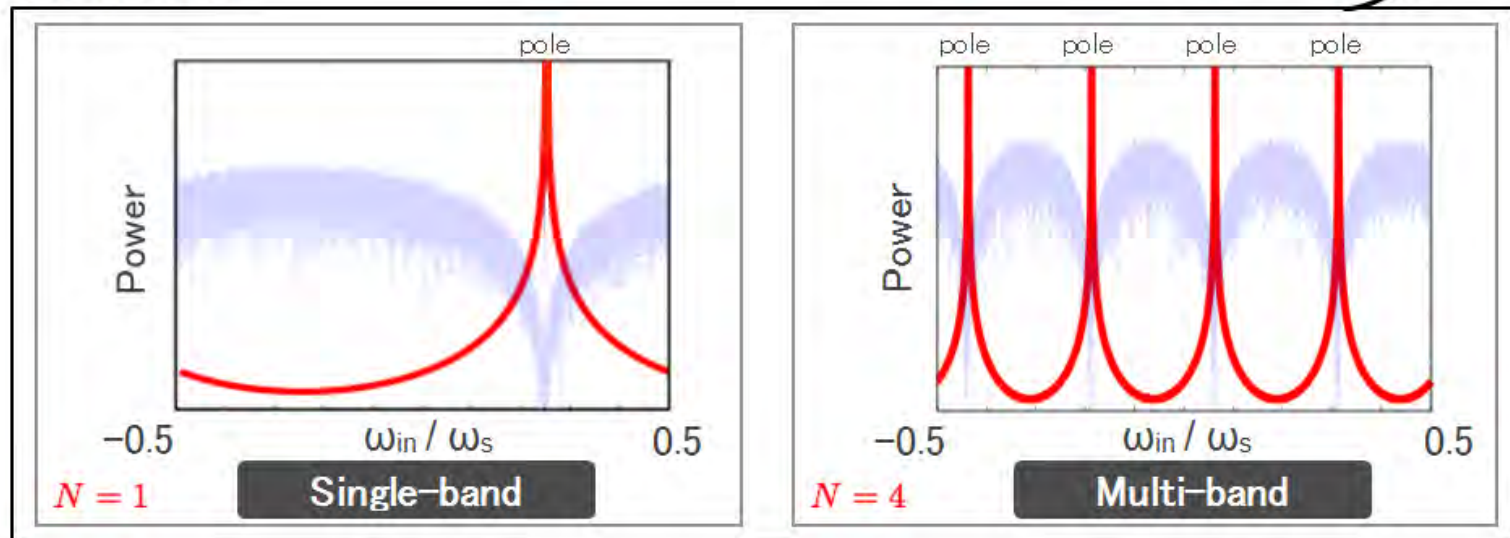 pole
Power
−0.5
ωin / ωs
0.5
N = 1
Single-band
pole pole pole pole
Power
−0.5
ωin / ωs
0.5
N = 4
Multi-band